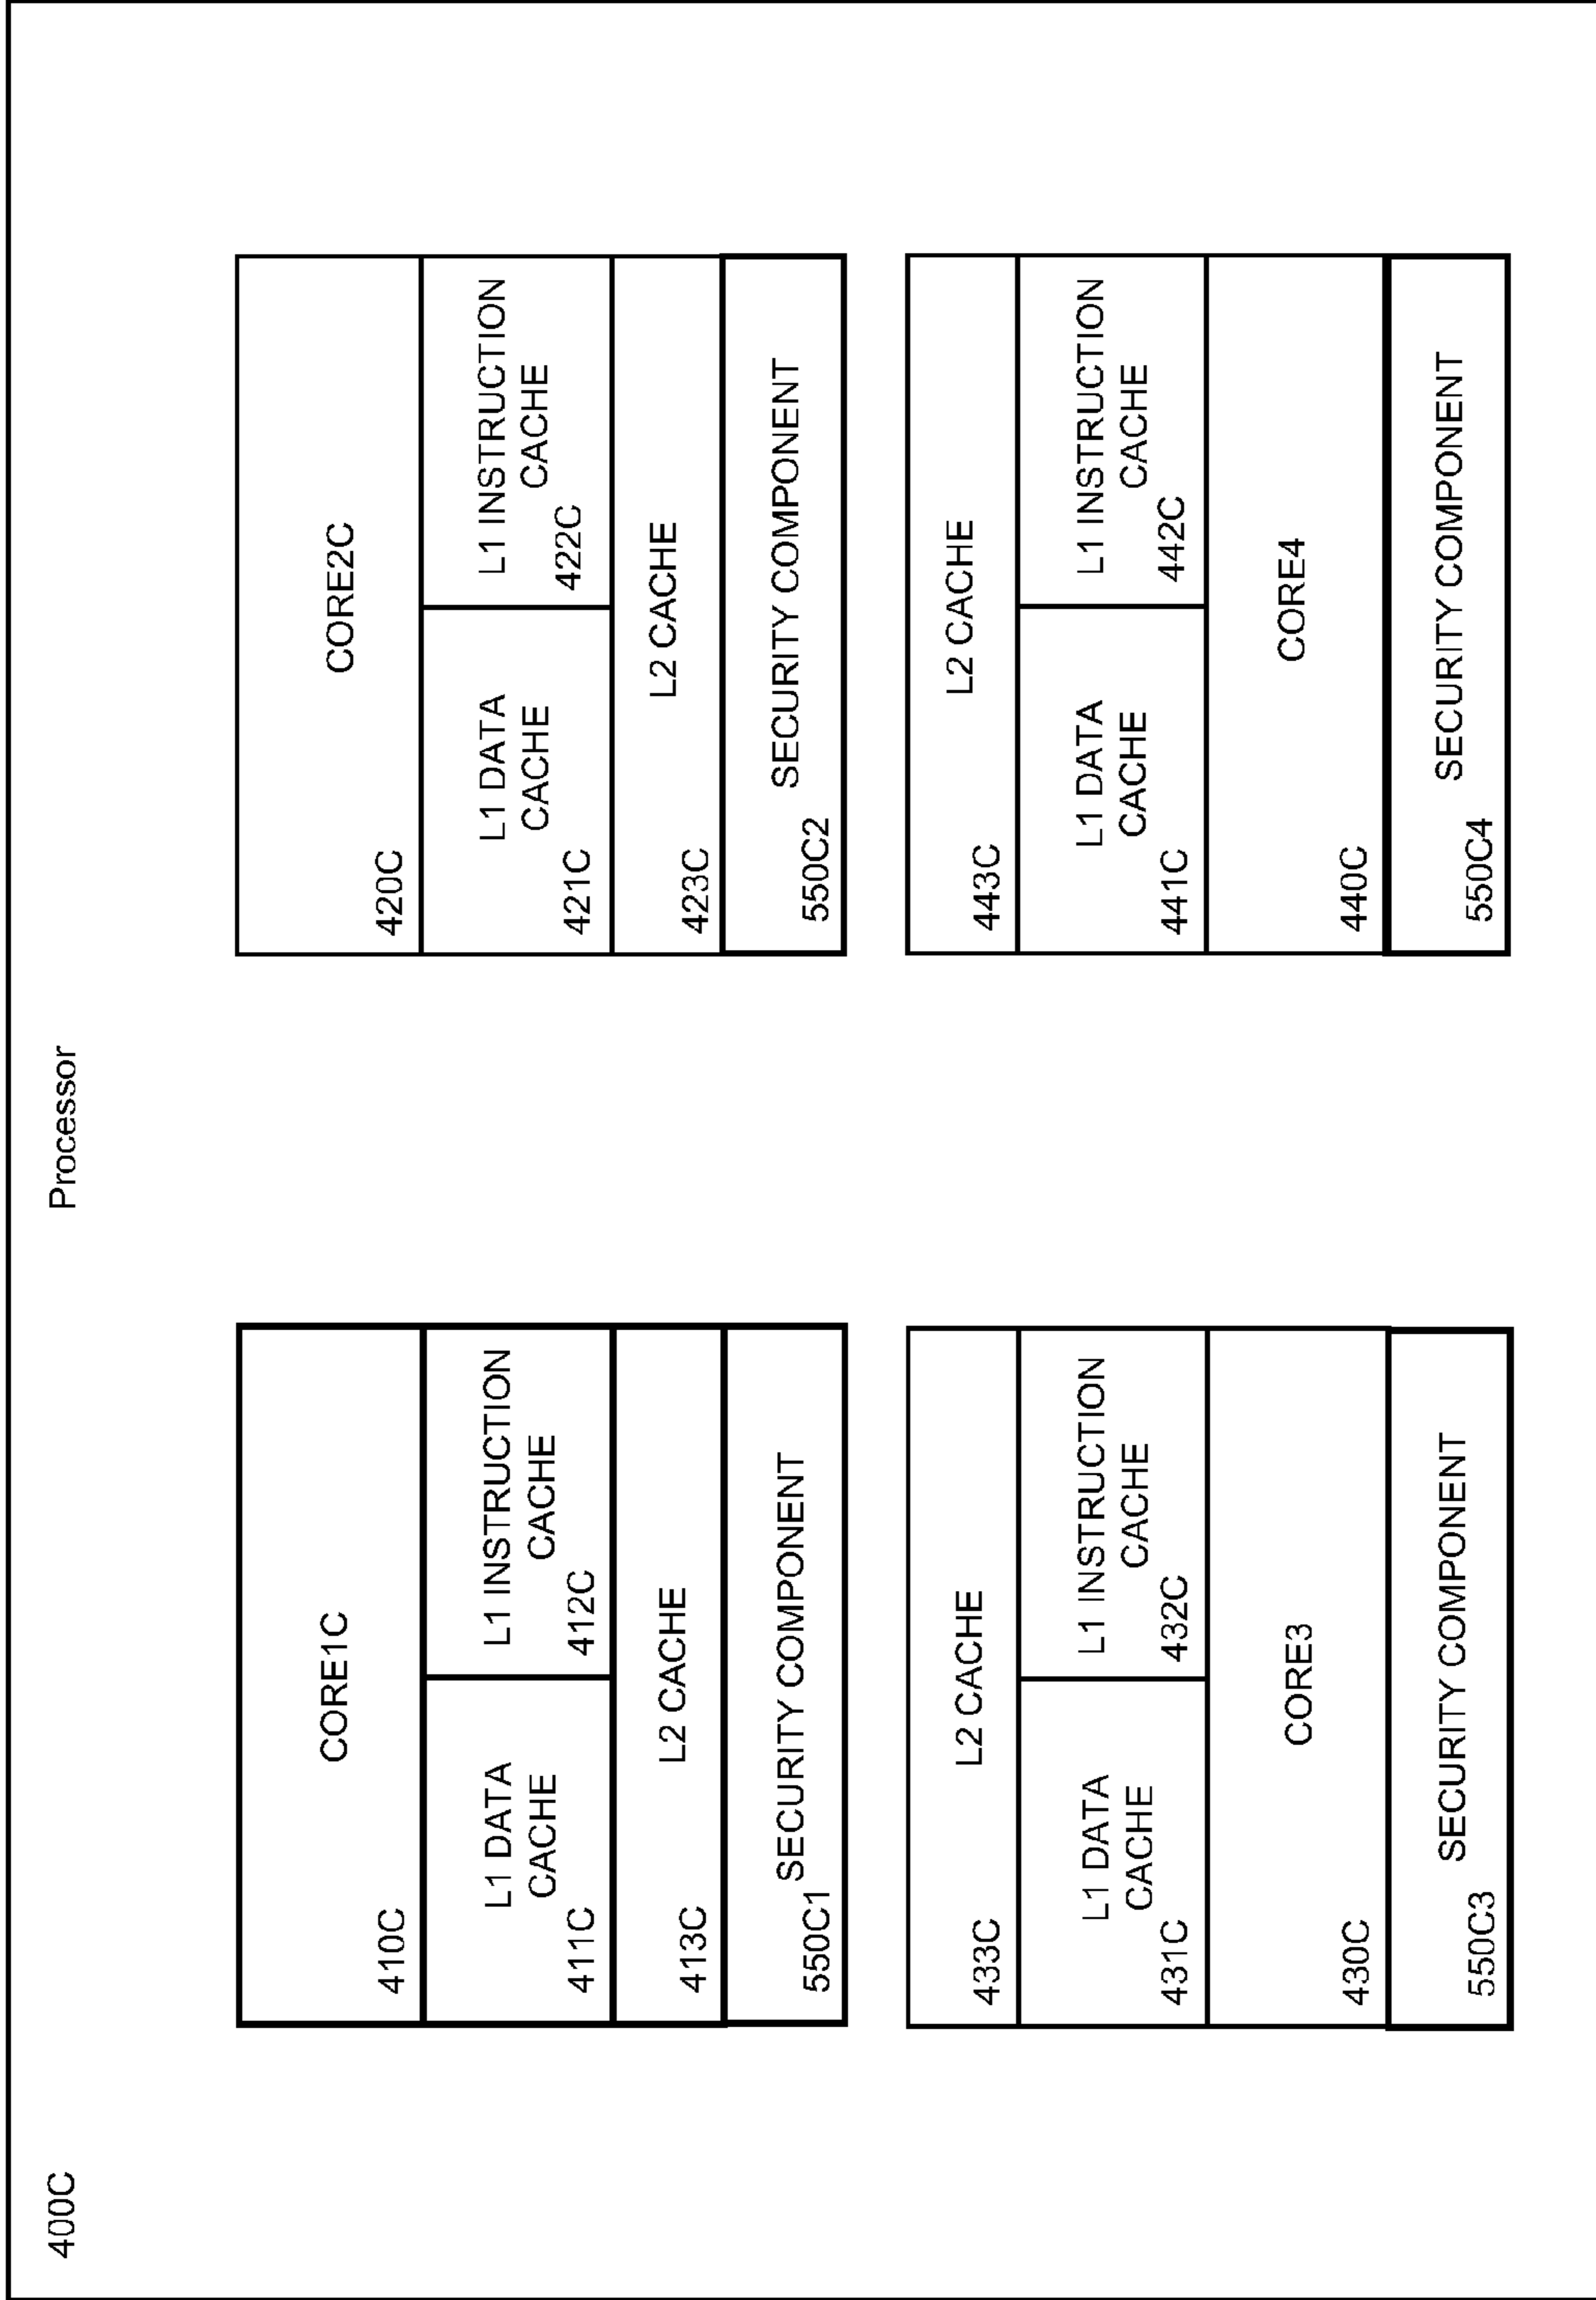 400C
Processor
CORE1C
410C
L1 DATA
CACHE
411C
L1 INSTRUCTION
CACHE
412C
L2 CACHE
413C
SECURITY COMPONENT
550C1
CORE2C
420C
L1 DATA
CACHE
421C
L1 INSTRUCTION
CACHE
422C
L2 CACHE
423C
SECURITY COMPONENT
550C2
L2 CACHE
433C
L1 DATA
CACHE
431C
L1 INSTRUCTION
CACHE
432C
CORE3
430C
SECURITY COMPONENT
550C3
L2 CACHE
443C
L1 DATA
CACHE
441C
L1 INSTRUCTION
CACHE
442C
CORE4
440C
SECURITY COMPONENT
550C4